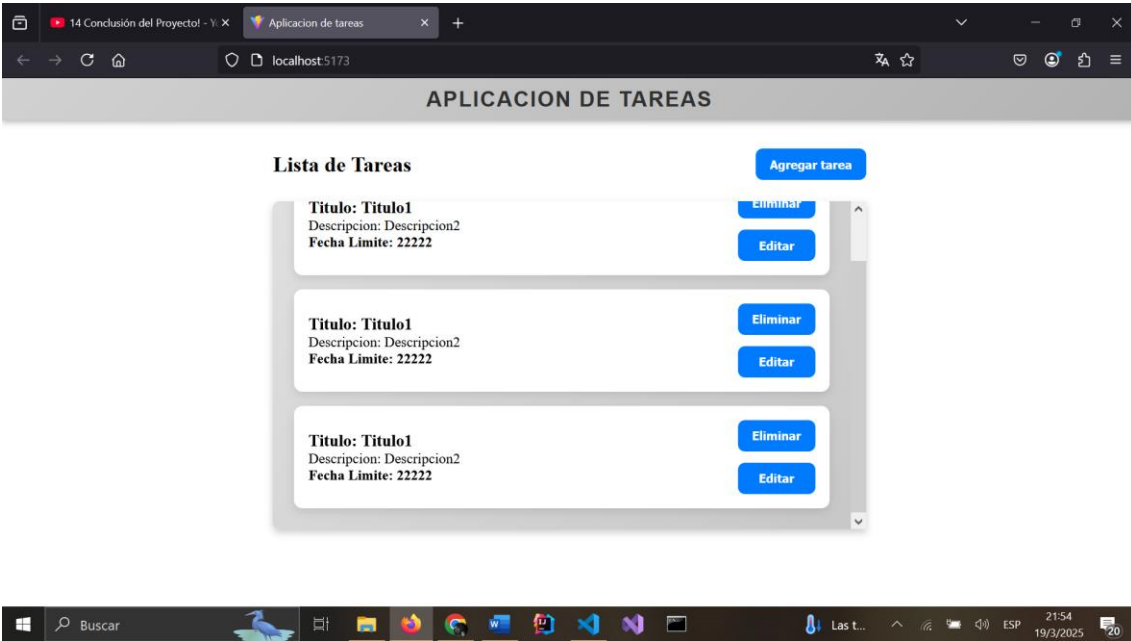 14 Conclusión del Proyecto! - Yo
Aplicacion de tareas
localhost:5173
APLICACION DE TAREAS
Lista de Tareas
Agregar tarea
Titulo: Titulo1
Eliminar
Descripcion: Descripcion2
Fecha Limite: 22222
Editar
Titulo: Titulo1
Eliminar
Descripcion: Descripcion2
Fecha Limite: 22222
Editar
Titulo: Titulo1
Eliminar
Descripcion: Descripcion2
Fecha Limite: 22222
Editar
Buscar
Las t...
ESP
21:54
19/3/2025
20